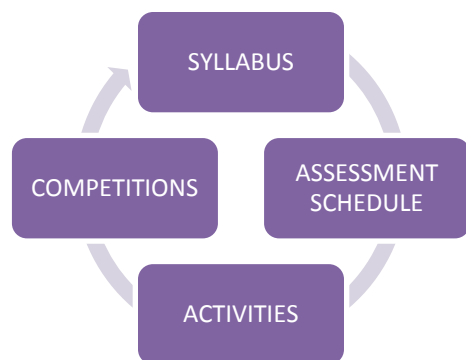 SYLLABUS
COMPETITIONS
ASSESSMENT
SCHEDULE
ACTIVITIES